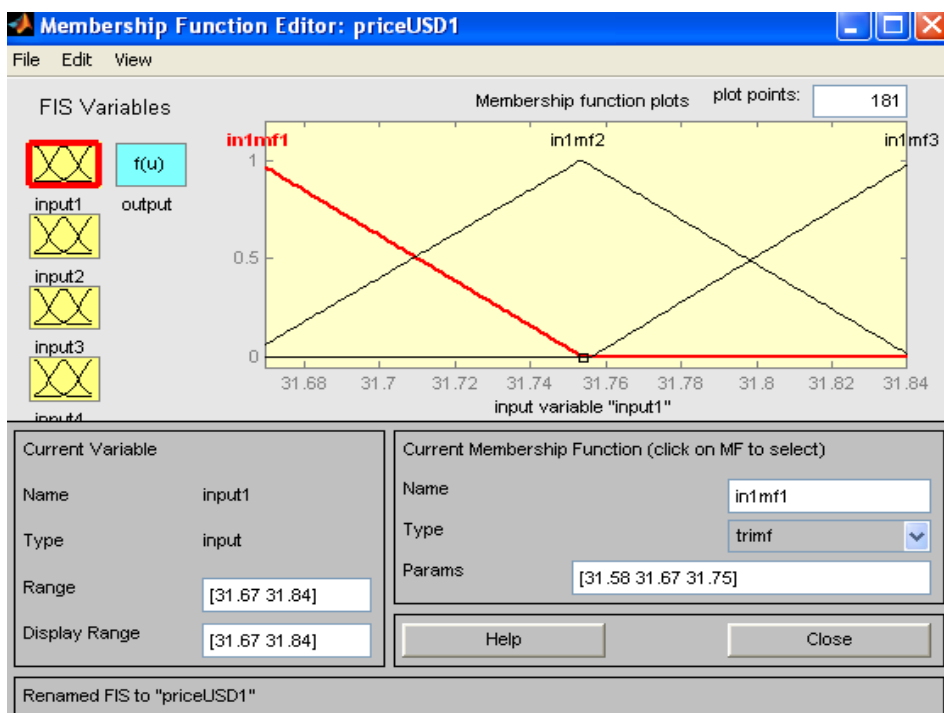 Membership Function Editor: priceUSD1
File Edit View
FIS Variables
Membership function plots
plot points:
181
f(u)
input1
output
input2
input3
input4
in1mf1
in1mf2
in1mf3
1
0.5
0
31.68 31.7 31.72 31.74 31.76 31.78 31.8 31.82 31.84
input variable "input1"
Current Variable
Name input1
Type input
Range [31.67 31.84]
Display Range [31.67 31.84]
Current Membership Function (click on MF to select)
Name in1mf1
Type trimf
Params [31.58 31.67 31.75]
Help Close
Renamed FIS to "priceUSD1"